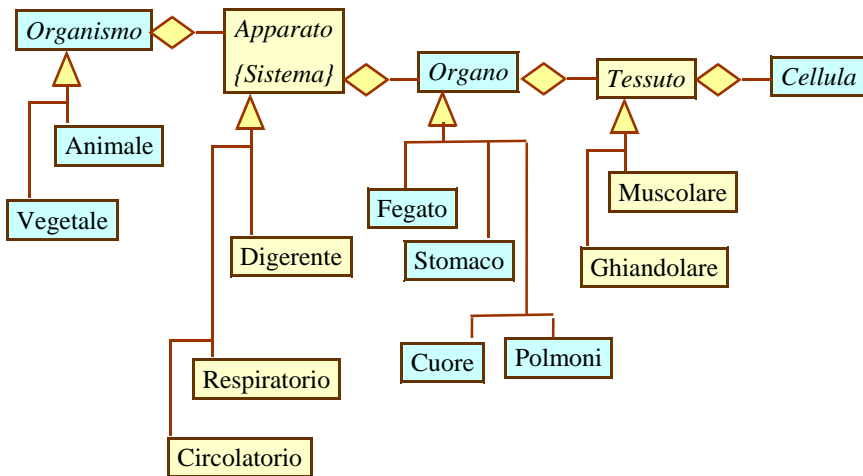 Organismo
Apparato
{Sistema}
Organo
Tessuto
Cellula
Animale
Vegetale
Digerente
Respiratorio
Circolatorio
Fegato
Stomaco
Cuore
Polmoni
Muscolare
Ghiandolare